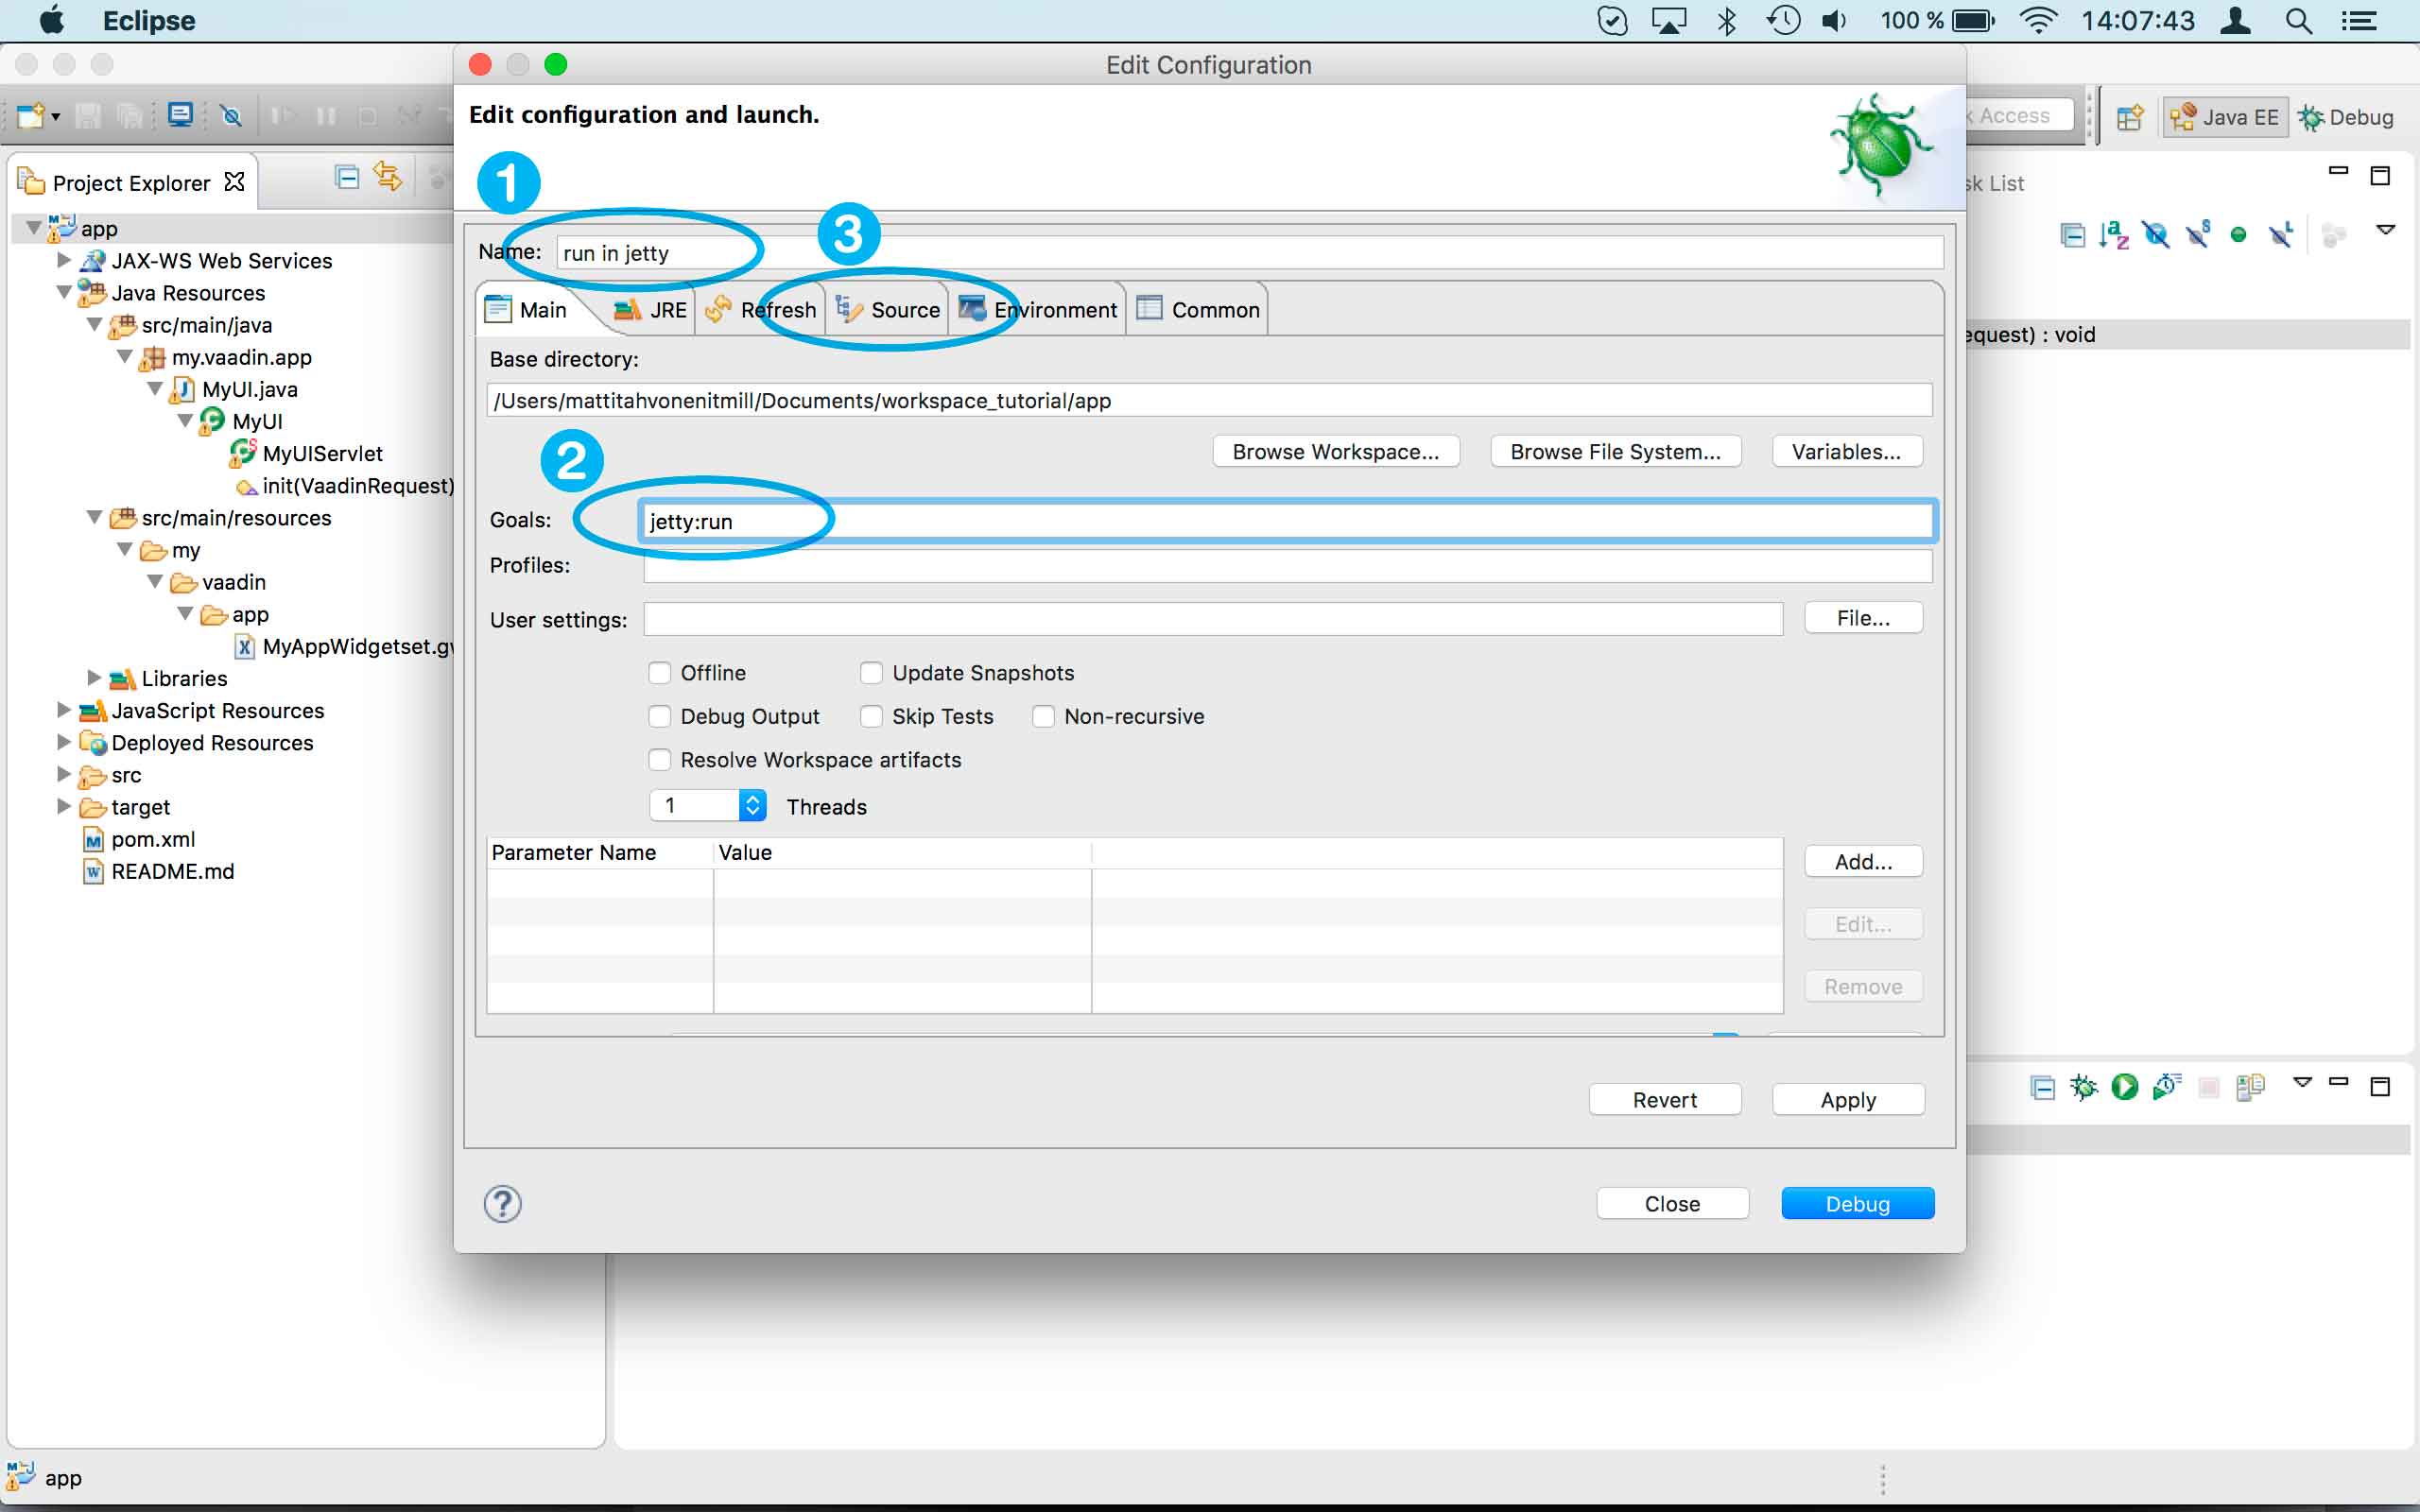 Eclipse
100 %
14:07:43
Edit Configuration
Edit configuration and launch.
Access
Java EE
Debug
Project Explorer
sk List
1
3
Name:
run in jetty
Main
JRE
Refresh
Source
Environment
Common
Base directory:
/Users/mattitahvonenitmill/Documents/workspace_tutorial/app
Browse Workspace...
Browse File System...
Variables...
2
Goals:
jetty:run
Profiles:
User settings:
File...
Offline
Update Snapshots
Debug Output
Skip Tests
Non-recursive
Resolve Workspace artifacts
1
Threads
Parameter Name
Value
Add...
Edit...
Remove
Revert
Apply
Close
Debug
app
JAX-WS Web Services
Java Resources
src/main/java
my.vaadin.app
MyUI.java
MyUI
MyUIServlet
init(VaadinRequest)
src/main/resources
my
vaadin
app
MyAppWidgetset.gw
Libraries
JavaScript Resources
Deployed Resources
src
target
pom.xml
README.md
equest) : void
app